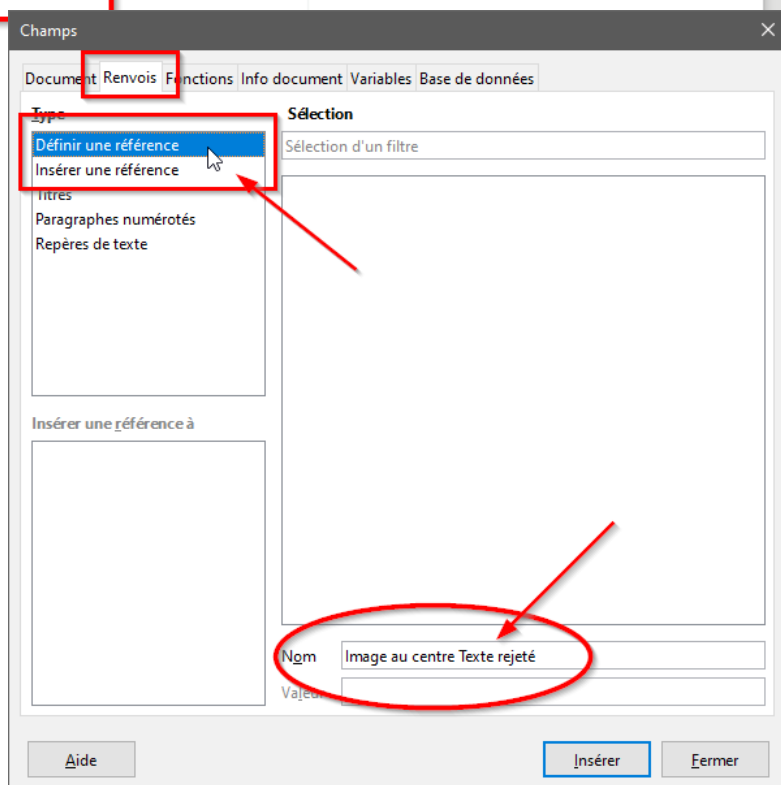 Champs
Document Renvois Fonctions Info document Variables Base de données
Type
Sélection
Définir une référence
Insérer une référence
Titres
Paragraphes numérotés
Repères de texte
Sélection d'un filtre
Insérer une référence à
Nom Image au centre Texte rejeté
Valeur
Aide
Insérer
Fermer